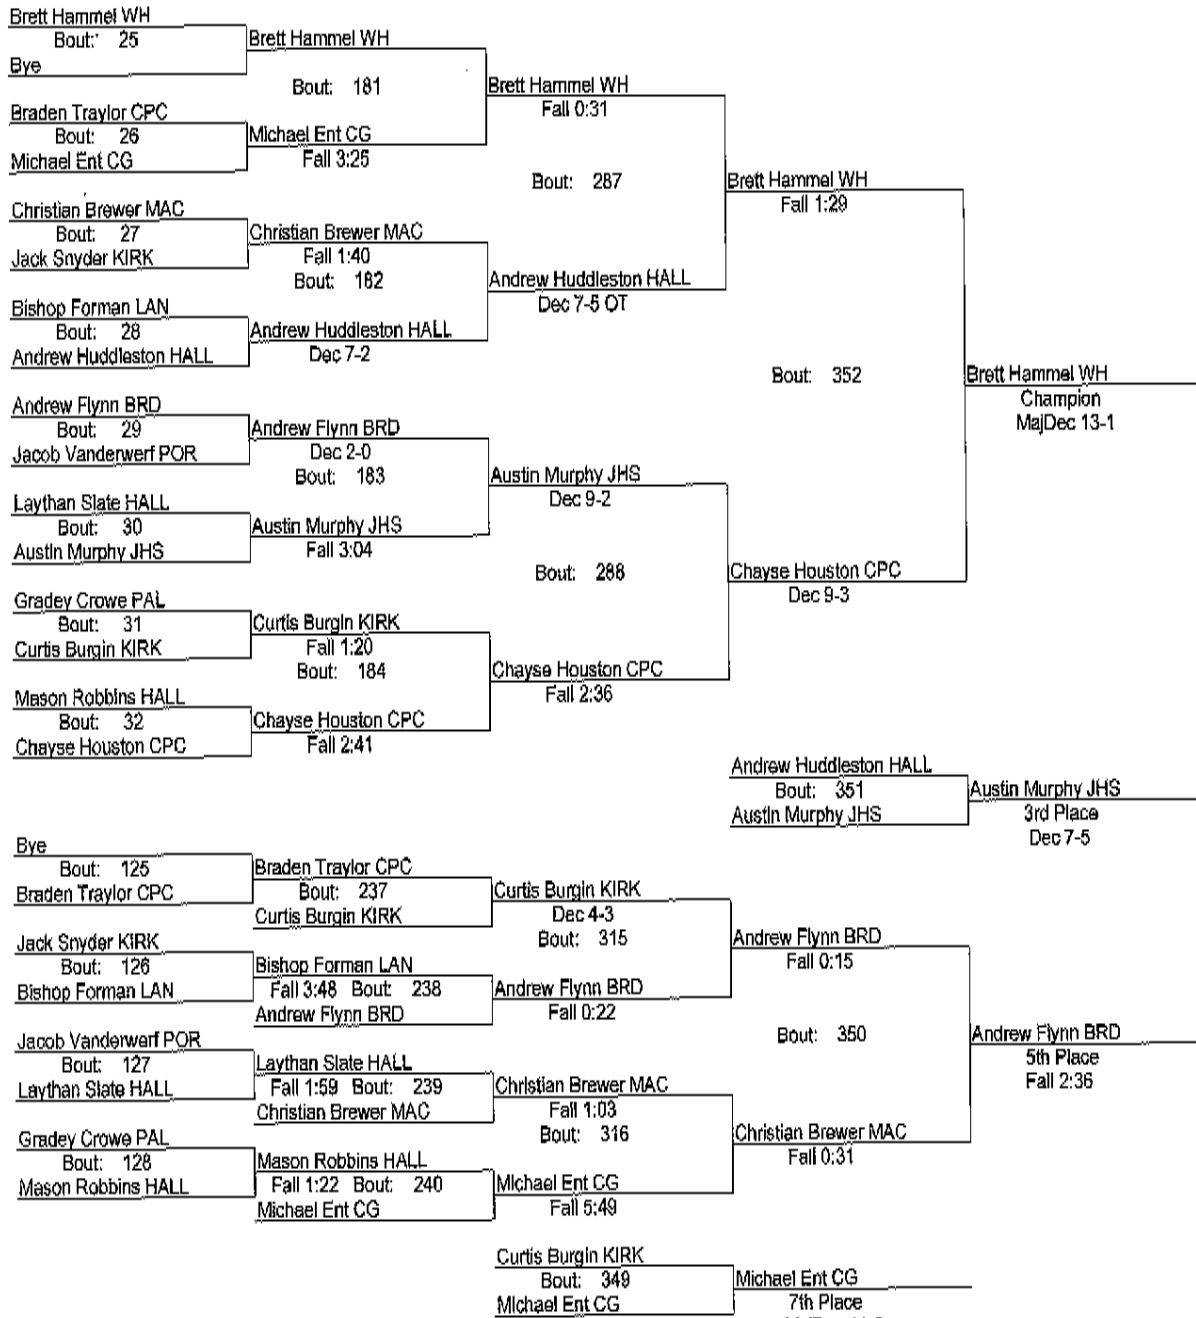 Brett Hammel WH
Bout: 25
Bye
Brett Hammel WH
Bout: 181
Braden Traylor CPC
Bout: 26
Michael Ent CG
Michael Ent CG
Fall 3:25
Brett Hammel WH
Fall 0:31
Bout: 287
Christian Brewer MAC
Bout: 27
Jack Snyder KIRK
Christian Brewer MAC
Fall 1:40
Bout: 182
Bishop Forman LAN
Bout: 28
Andrew Huddleston HALL
Andrew Huddleston HALL
Dec 7-2
Andrew Huddleston HALL
Dec 7-5 OT
Brett Hammel WH
Fall 1:29
Bout: 352
Andrew Flynn BRD
Bout: 29
Jacob Vanderwerf POR
Andrew Flynn BRD
Dec 2-0
Bout: 183
Laythan Slate HALL
Bout: 30
Austin Murphy JHS
Austin Murphy JHS
Fall 3:04
Austin Murphy JHS
Dec 9-2
Bout: 288
Gradey Crowe PAL
Bout: 31
Curtis Burgin KIRK
Curtis Burgin KIRK
Fall 1:20
Bout: 184
Mason Robbins HALL
Bout: 32
Chayse Houston CPC
Chayse Houston CPC
Fall 2:41
Chayse Houston CPC
Fall 2:36
Chayse Houston CPC
Dec 9-3
Brett Hammel WH
Champion
MajDec 13-1
Andrew Huddleston HALL
Bout: 351
Austin Murphy JHS
Austin Murphy JHS
3rd Place
Dec 7-5
Bye
Bout: 125
Braden Traylor CPC
Braden Traylor CPC
Bout: 237
Curtis Burgin KIRK
Curtis Burgin KIRK
Dec 4-3
Bout: 315
Jack Snyder KIRK
Bout: 126
Bishop Forman LAN
Bishop Forman LAN
Fall 3:48 Bout: 238
Andrew Flynn BRD
Andrew Flynn BRD
Fall 0:22
Andrew Flynn BRD
Fall 0:15
Bout: 350
Jacob Vanderwerf POR
Bout: 127
Laythan Slate HALL
Laythan Slate HALL
Fall 1:59 Bout: 239
Christian Brewer MAC
Christian Brewer MAC
Fall 1:03
Bout: 316
Gradey Crowe PAL
Bout: 128
Mason Robbins HALL
Mason Robbins HALL
Fall 1:22 Bout: 240
Michael Ent CG
Michael Ent CG
Fall 5:49
Christian Brewer MAC
Fall 0:31
Andrew Flynn BRD
5th Place
Fall 2:36
Curtis Burgin KIRK
Bout: 349
Michael Ent CG
Michael Ent CG
7th Place